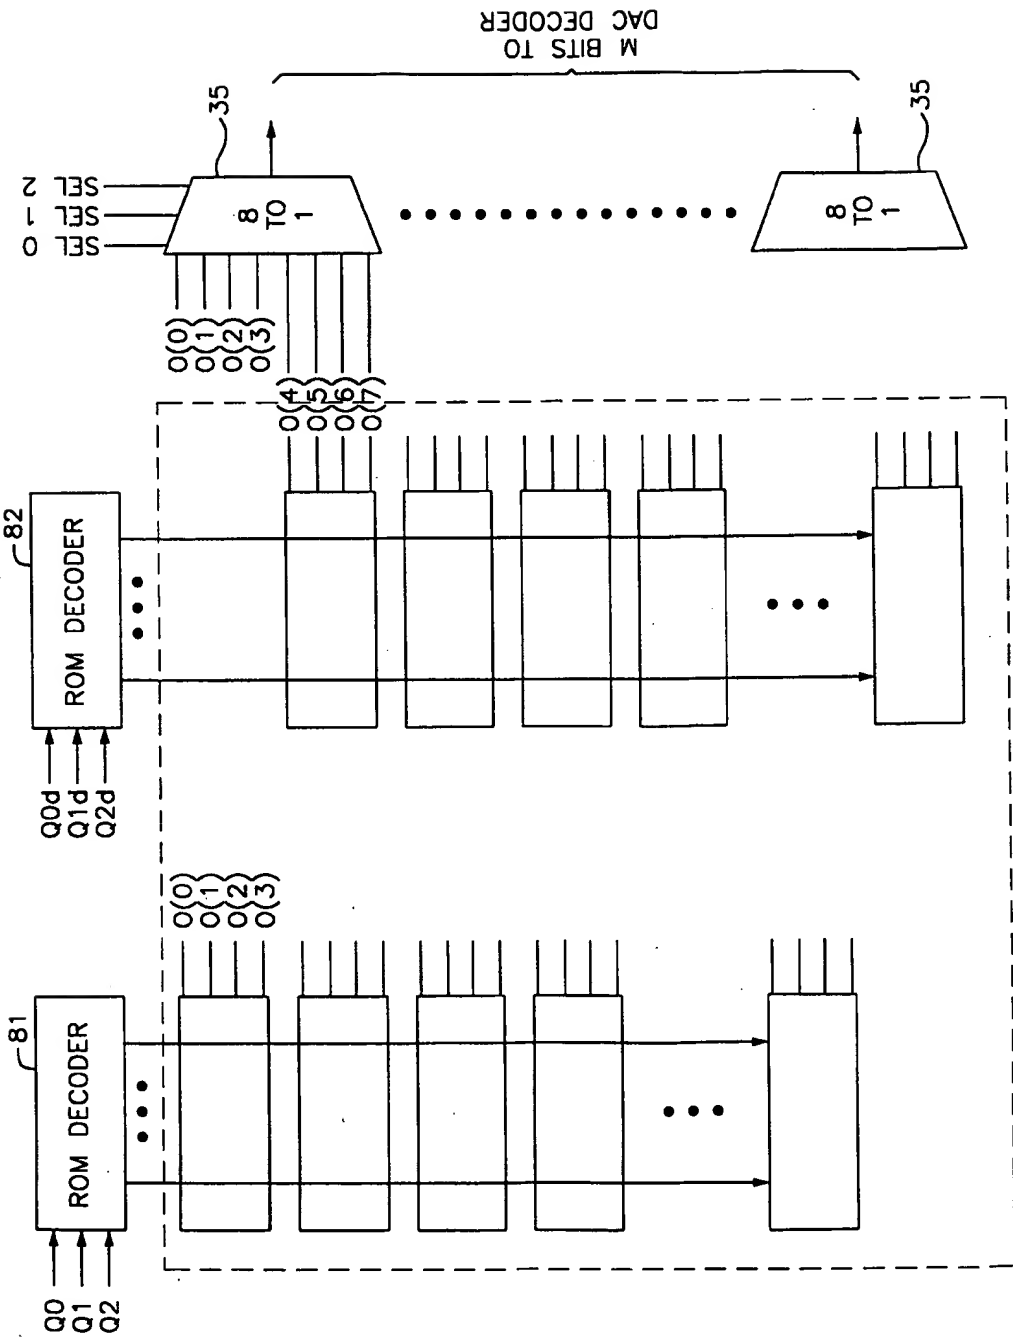 Q0
Q1
Q2
81
ROM DECODER
Q0d
Q1d
Q2d
82
ROM DECODER
O(0)
O(1)
O(2)
O(3)
O(4)
O(5)
O(6)
O(7)
O(0)
O(1)
O(2)
O(3)
SEL 0
SEL 1
SEL 2
8
TO
1
35
8
TO
1
35
M BITS TO
DAC DECODER